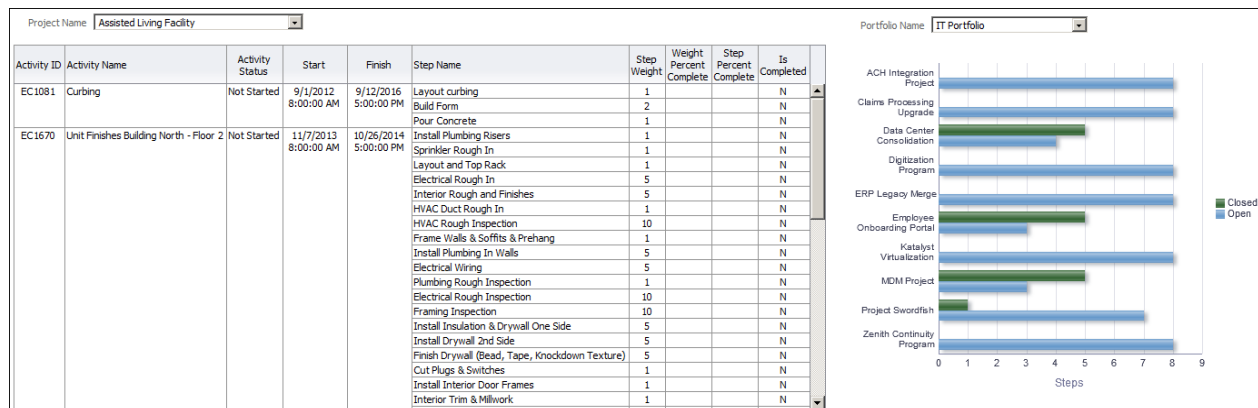 Project Name Assisted Living Facility
Activity ID Activity Name Activity Status Start Finish Step Name Step Weight Weight Percent Complete Step Percent Complete Is Completed
EC1081 Curbing Not Started 9/1/2012 8:00:00 AM 9/12/2016 5:00:00 PM Layout curbing 1 N
Build Form 2 N
Pour Concrete 1 N
EC1670 Unit Finishes Building North - Floor 2 Not Started 11/7/2013 8:00:00 AM 10/26/2014 5:00:00 PM Install Plumbing Risers 1 N
Sprinkler Rough In 1 N
Layout and Top Rack 1 N
Electrical Rough In 5 N
Interior Rough and Finishes 5 N
HVAC Duct Rough In 1 N
HVAC Rough Inspection 10 N
Frame Walls & Soffits & Prehang 1 N
Install Plumbing In Walls 5 N
Electrical Wiring 5 N
Plumbing Rough Inspection 1 N
Electrical Rough Inspection 10 N
Framing Inspection 10 N
Install Insulation & Drywall One Side 5 N
Install Drywall 2nd Side 5 N
Finish Drywall (Bead, Tape, Knockdown Texture) 5 N
Cut Plugs & Switches 1 N
Install Interior Door Frames 1 N
Interior Trim & Millwork 1 N
Portfolio Name IT Portfolio
ACH Integration
Project
Claims Processing
Upgrade
Data Center
Consolidation
Digitization
Program
ERP Legacy Merge
Employee
Onboarding Portal
Katalyst
Virtualization
MDM Project
Project Swordfish
Zenith Continuity
Program
0 1 2 3 4 5 6 7 8 9
Steps
Closed
Open